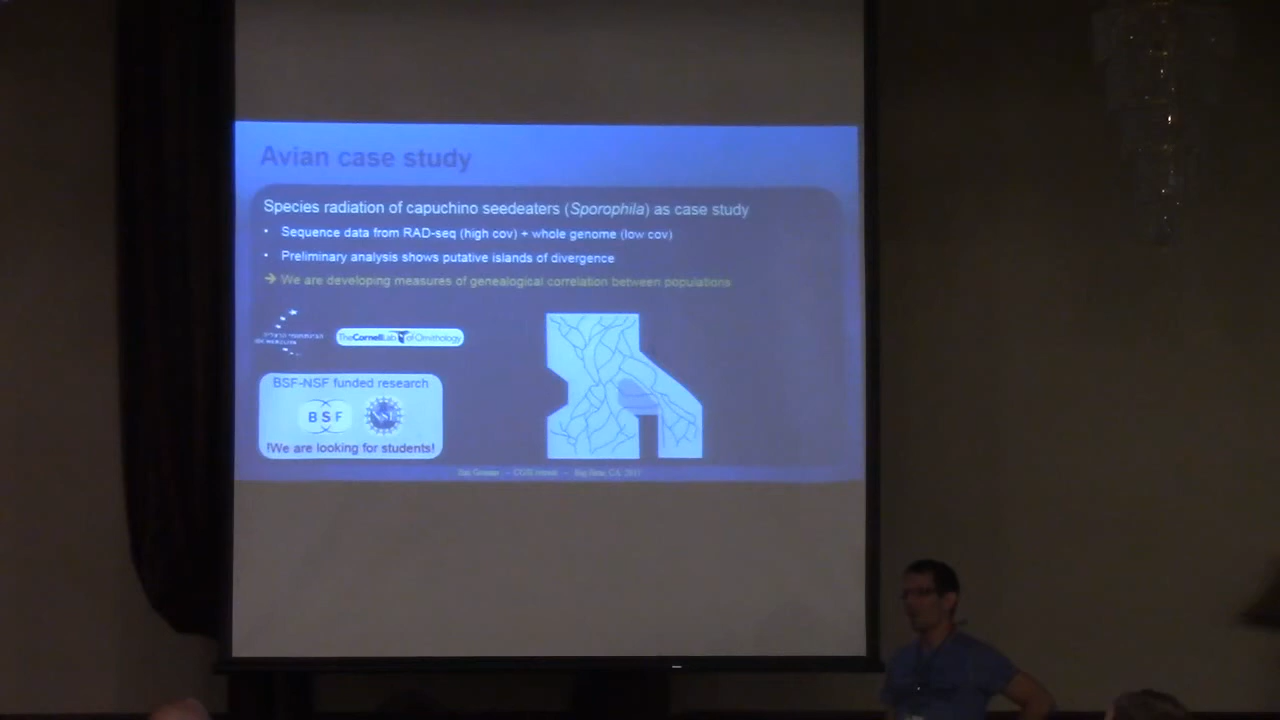 Avian case study
Species radiation of capuchino seedeaters (Sporophila) as case study
• Sequence data from RAD-seq (high cov) + whole genome (low cov)
• Preliminary analysis shows putative islands of divergence
➔ We are developing measures of genealogical correlation between populations
TheCornellLab of Ornithology
BSF-NSF funded research
BSF
NSF
!We are looking for students!